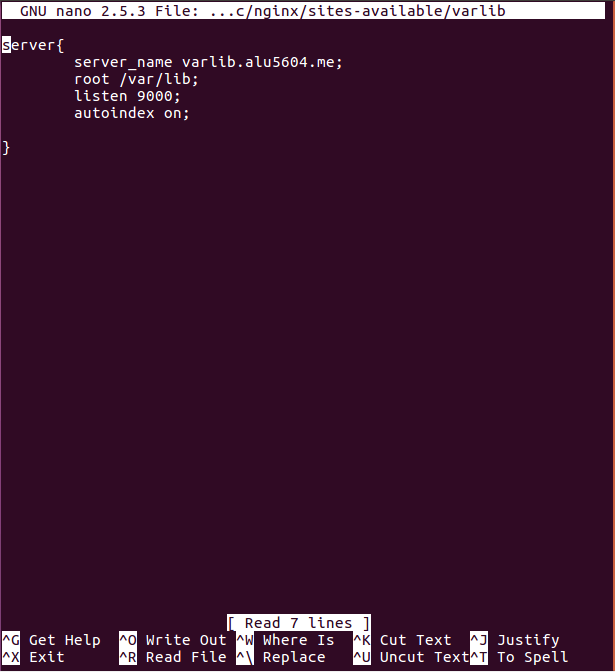 GNU nano 2.5.3 File: ...c/nginx/sites-available/varlib
server{
server_name varlib.alu5604.me;
root /var/lib;
listen 9000;
autoindex on;
}
[ Read 7 lines ]
^G Get Help ^O Write Out ^W Where Is ^K Cut Text ^J Justify
^X Exit ^R Read File ^\ Replace ^U Uncut Text^T To Spell